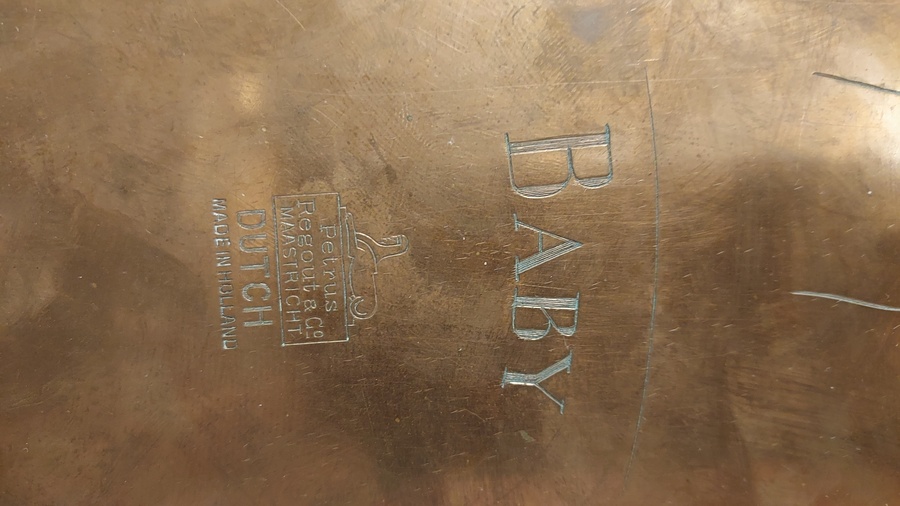 BABY
Petrus
Regout & Co
MAASTRICHT
DUTCH
MADE IN HOLLAND